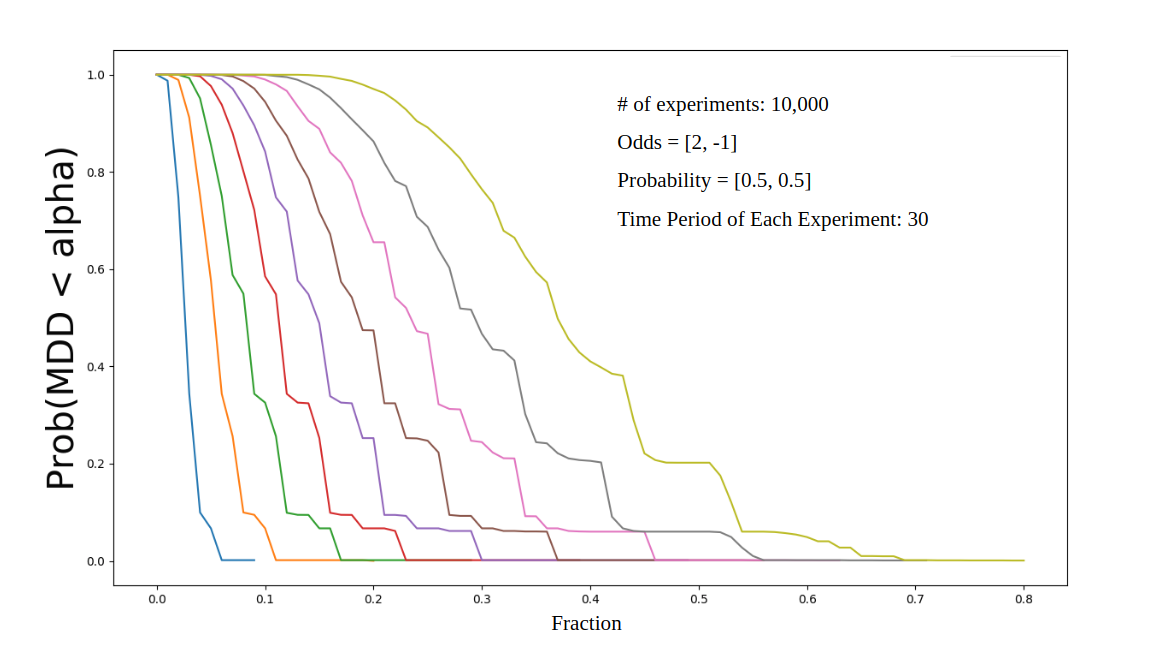 # of experiments: 10,000
Odds = [2, -1]
Probability = [0.5, 0.5]
Time Period of Each Experiment: 30
Prob(MDD < alpha)
1.0
0.8
0.6
0.4
0.2
0.0
0.0 0.1 0.2 0.3 0.4 0.5 0.6 0.7 0.8
Fraction